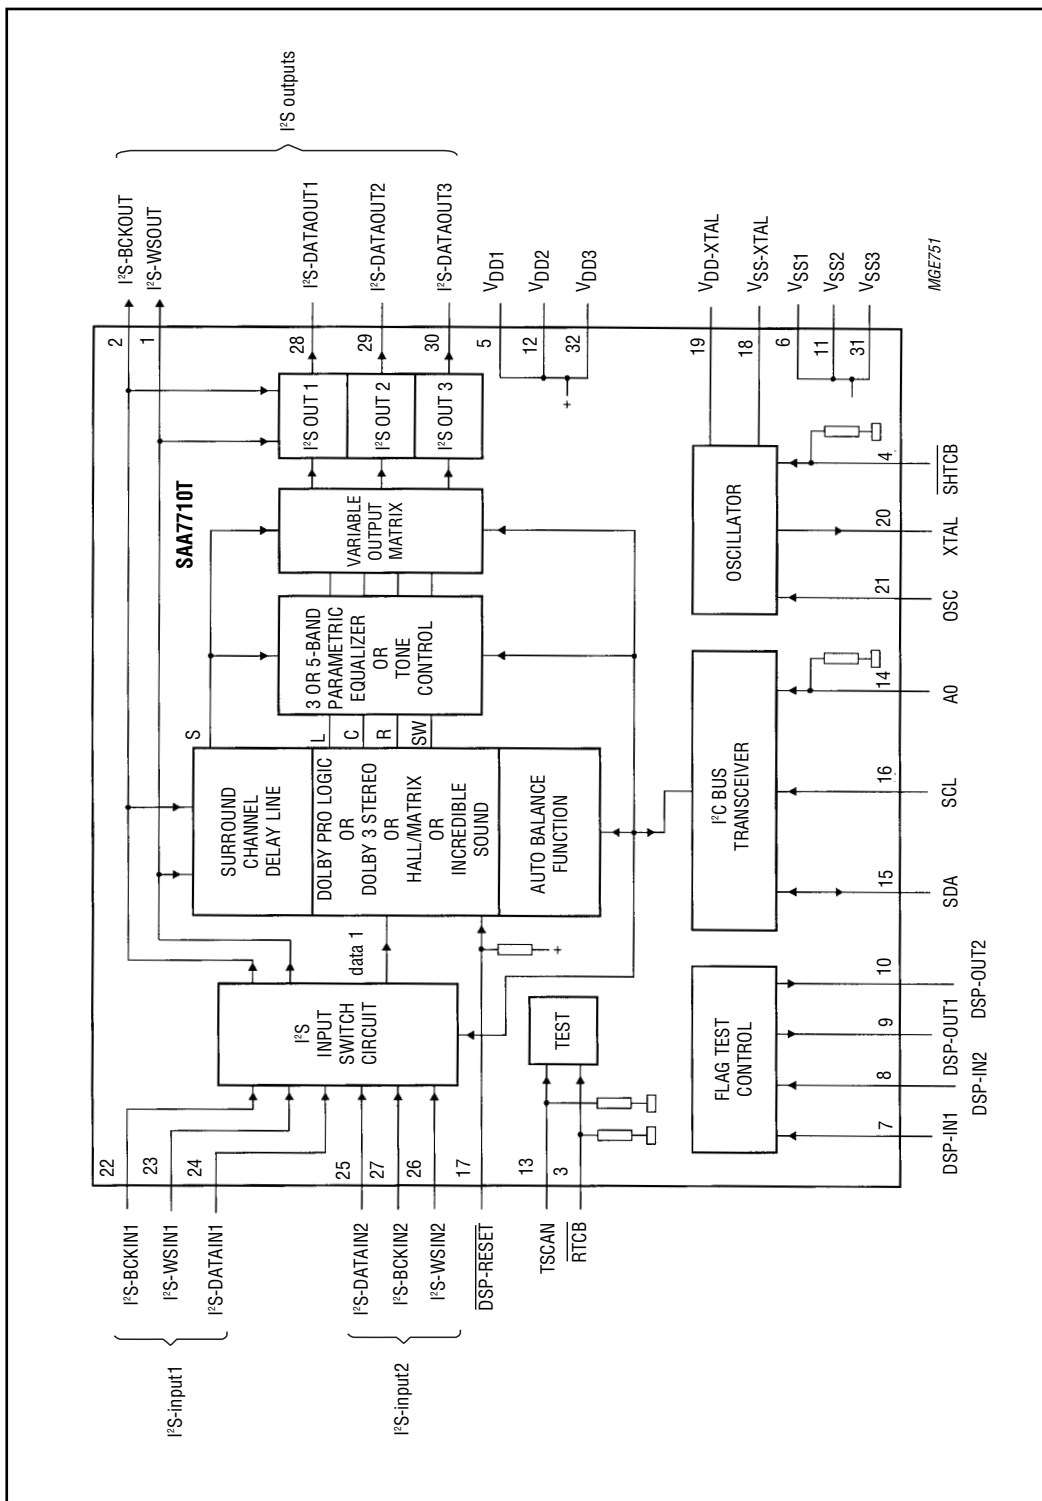 I²S outputs
I²S-BCKOUT
I²S-WSOUT
I²S-DATAOUT1
I²S-DATAOUT2
I²S-DATAOUT3
VDD1
VDD2
VDD3
VDD-XTAL
VSS-XTAL
VSS1
VSS2
VSS3
MGE751
2
1
28
29
30
5
12
32
19
18
6
11
31
+
SAA7710T
I²S OUT 1
I²S OUT 2
I²S OUT 3
VARIABLE
OUTPUT
MATRIX
3 OR 5-BAND
PARAMETRIC
EQUALIZER
OR
TONE
CONTROL
S
L
C
R
SW
SURROUND
CHANNEL
DELAY LINE
DOLBY PRO LOGIC
OR
DOLBY 3 STEREO
OR
HALL/MATRIX
OR
INCREDIBLE
SOUND
AUTO BALANCE
FUNCTION
data 1
+
I²S
INPUT
SWITCH
CIRCUIT
TEST
OSCILLATOR
I²C BUS
TRANSCEIVER
FLAG TEST
CONTROL
4
20
21
14
16
15
10
9
8
7
SHTCB
XTAL
OSC
A0
SCL
SDA
DSP-OUT2
DSP-OUT1
DSP-IN2
DSP-IN1
22
23
24
25
27
26
17
13
3
I²S-BCKIN1
I²S-WSIN1
I²S-DATAIN1
I²S-DATAIN2
I²S-BCKIN2
I²S-WSIN2
DSP-RESET
TSCAN
RTCB
I²S-input1
I²S-input2